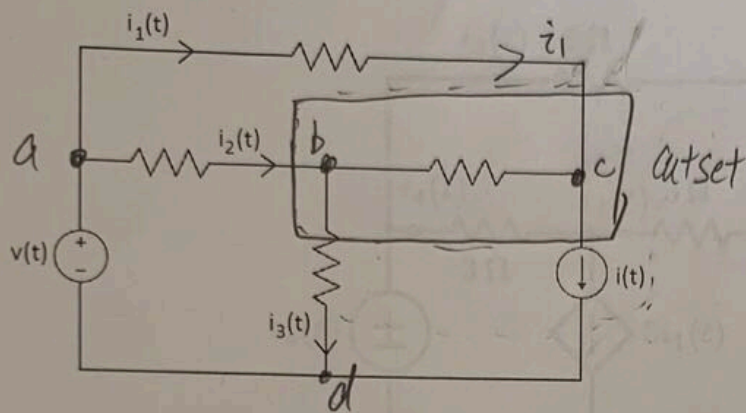 i₁(t)
i₁
a
i₂(t)
b
c
cutset
v(t)
+
−
i(t)
i₃(t)
d